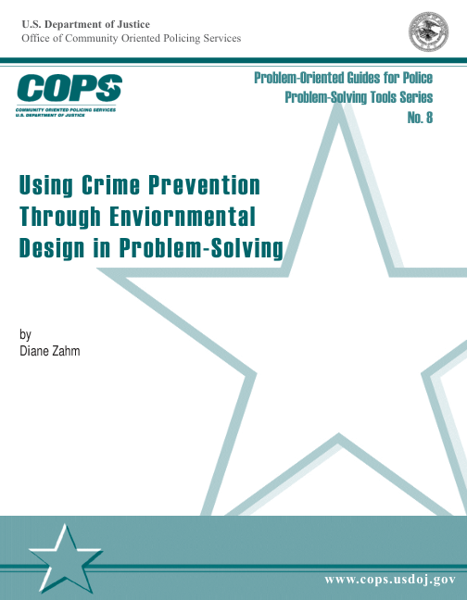 U.S. Department of Justice
Office of Community Oriented Policing Services
COPS
COMMUNITY ORIENTED POLICING SERVICES
U.S. DEPARTMENT OF JUSTICE
Problem-Oriented Guides for Police
Problem-Solving Tools Series
No. 8
Using Crime Prevention
Through Enviornmental
Design in Problem-Solving
by
Diane Zahm
www.cops.usdoj.gov